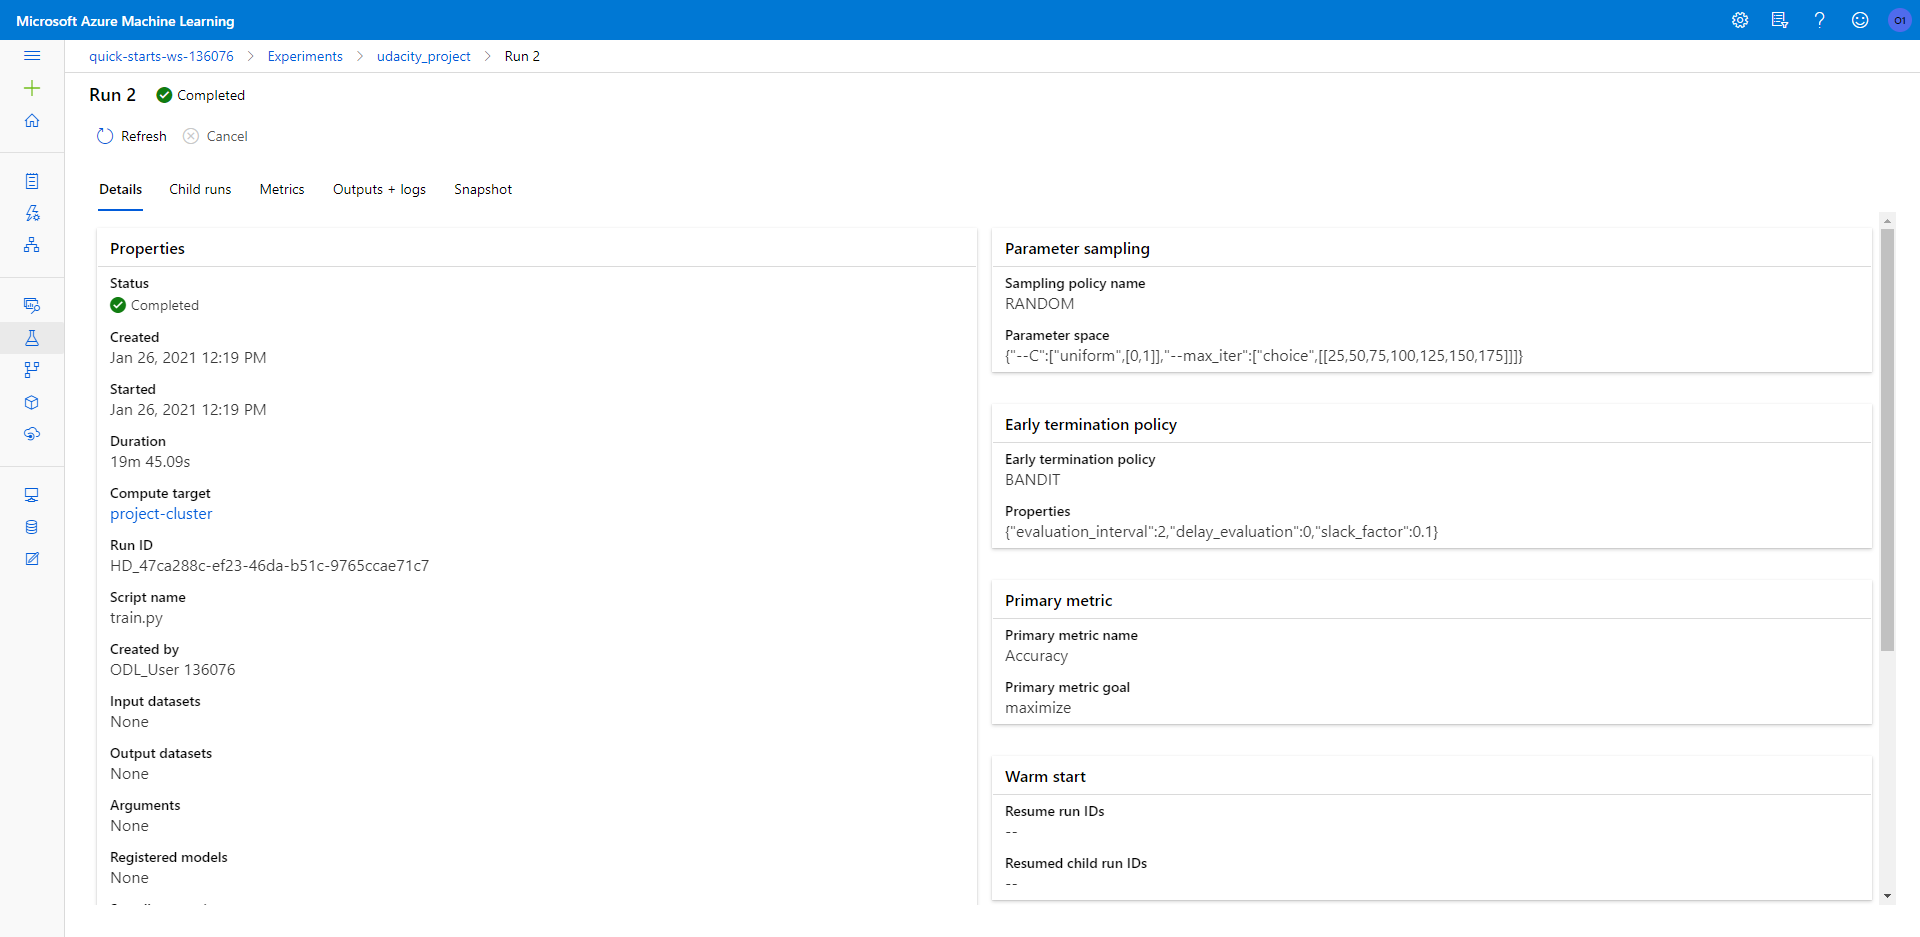 Microsoft Azure Machine Learning
O1
quick-starts-ws-136076 > Experiments > udacity_project > Run 2
Run 2 Completed
Refresh Cancel
Details Child runs Metrics Outputs + logs Snapshot
Properties
Status
Completed
Created
Jan 26, 2021 12:19 PM
Started
Jan 26, 2021 12:19 PM
Duration
19m 45.09s
Compute target
project-cluster
Run ID
HD_47ca288c-ef23-46da-b51c-9765ccae71c7
Script name
train.py
Created by
ODL_User 136076
Input datasets
None
Output datasets
None
Arguments
None
Registered models
None
Parameter sampling
Sampling policy name
RANDOM
Parameter space
{"--C":["uniform",[0,1]],"--max_iter":["choice",[[25,50,75,100,125,150,175]]]}
Early termination policy
Early termination policy
BANDIT
Properties
{"evaluation_interval":2,"delay_evaluation":0,"slack_factor":0.1}
Primary metric
Primary metric name
Accuracy
Primary metric goal
maximize
Warm start
Resume run IDs
--
Resumed child run IDs
--